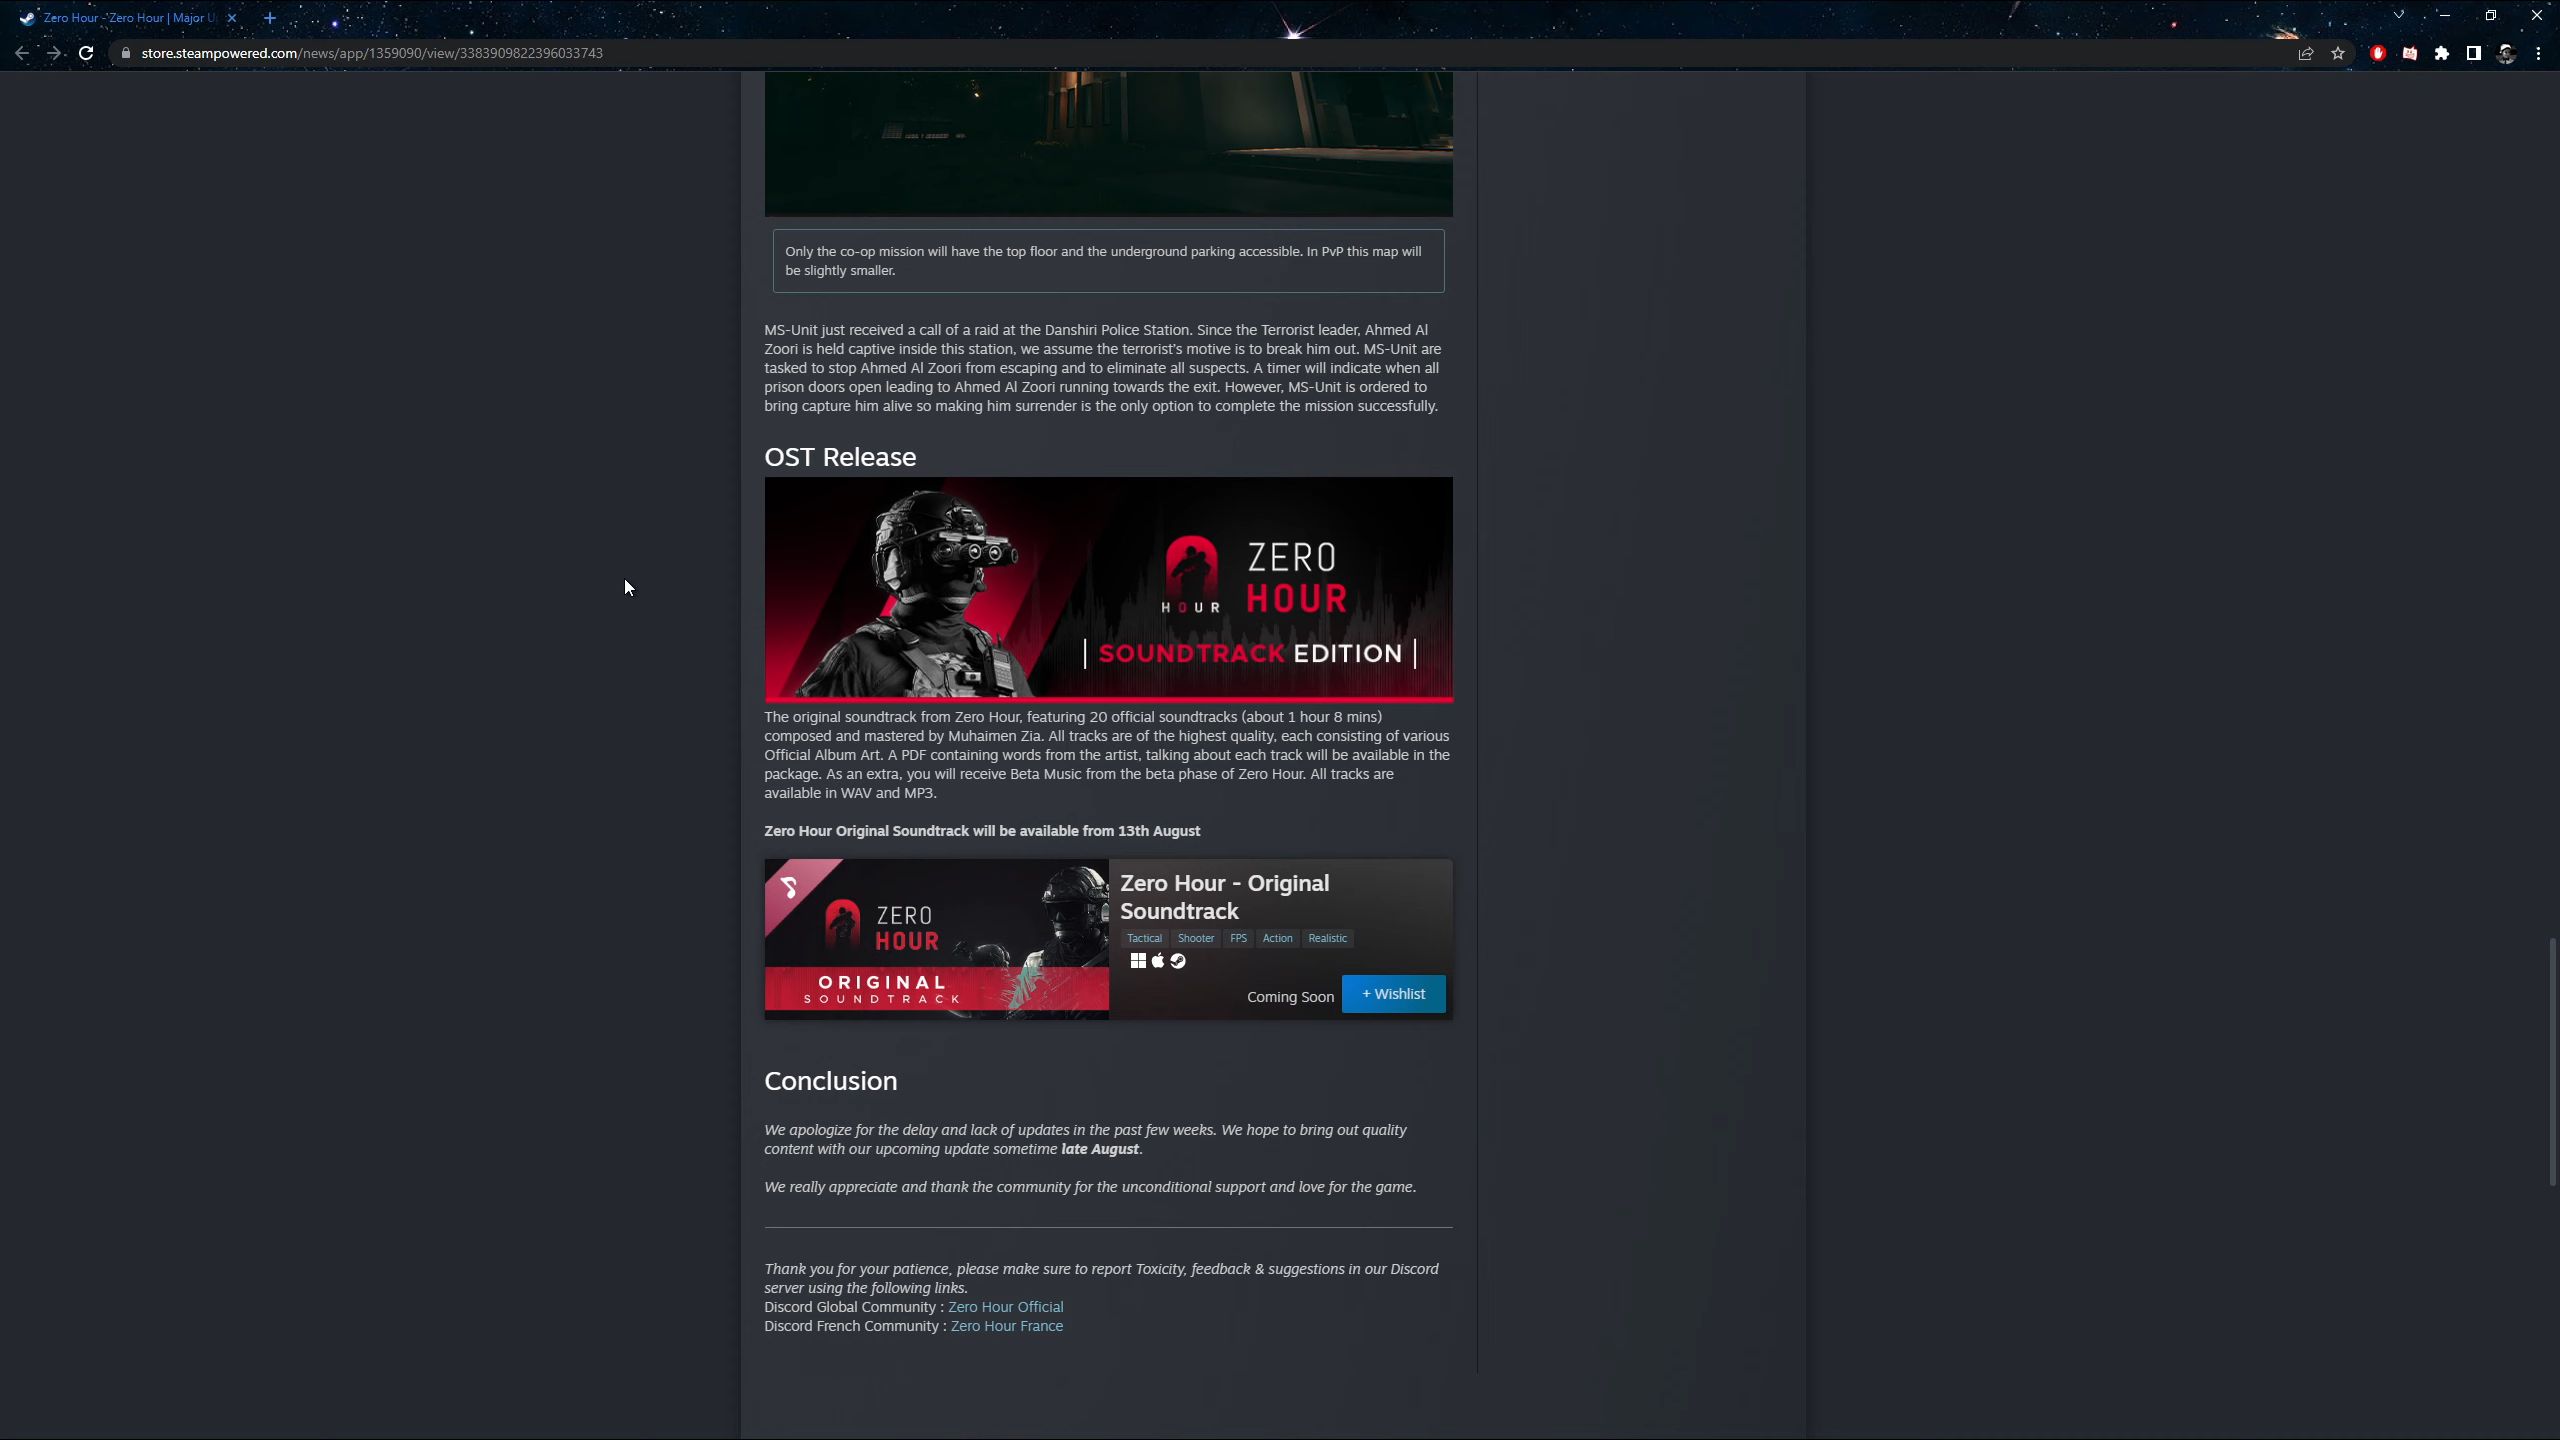 Zero Hour - 'Zero Hour | Major U
store.steampowered.com/news/app/1359090/view/3383909822396033743
Only the co-op mission will have the top floor and the underground parking accessible. In PvP this map will
be slightly smaller.
MS-Unit just received a call of a raid at the Danshiri Police Station. Since the Terrorist leader, Ahmed Al
Zoori is held captive inside this station, we assume the terrorist's motive is to break him out. MS-Unit are
tasked to stop Ahmed Al Zoori from escaping and to eliminate all suspects. A timer will indicate when all
prison doors open leading to Ahmed Al Zoori running towards the exit. However, MS-Unit is ordered to
bring capture him alive so making him surrender is the only option to complete the mission successfully.
OST Release
ZERO
HOUR
HOUR
| SOUNDTRACK EDITION |
The original soundtrack from Zero Hour, featuring 20 official soundtracks (about 1 hour 8 mins)
composed and mastered by Muhaimen Zia. All tracks are of the highest quality, each consisting of various
Official Album Art. A PDF containing words from the artist, talking about each track will be available in the
package. As an extra, you will receive Beta Music from the beta phase of Zero Hour. All tracks are
available in WAV and MP3.
Zero Hour Original Soundtrack will be available from 13th August
ZERO
HOUR
ORIGINAL
SOUNDTRACK
Zero Hour - Original
Soundtrack
Tactical Shooter FPS Action Realistic
Coming Soon + Wishlist
Conclusion
We apologize for the delay and lack of updates in the past few weeks. We hope to bring out quality
content with our upcoming update sometime late August.
We really appreciate and thank the community for the unconditional support and love for the game.
Thank you for your patience, please make sure to report Toxicity, feedback & suggestions in our Discord
server using the following links.
Discord Global Community : Zero Hour Official
Discord French Community : Zero Hour France